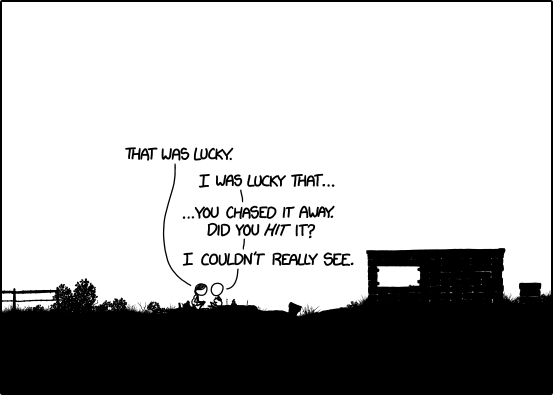 THAT WAS LUCKY.
I WAS LUCKY THAT...
...YOU CHASED IT AWAY.
DID YOU HIT IT?
I COULDN'T REALLY SEE.